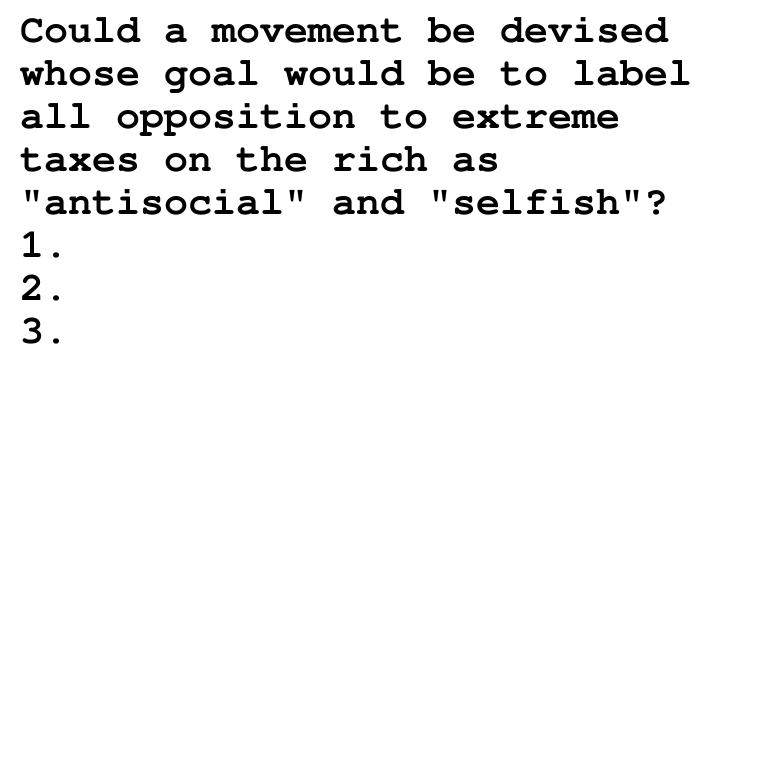 Could a movement be devised
whose goal would be to label
all opposition to extreme
taxes on the rich as
"antisocial" and "selfish"?
1.
2.
3.